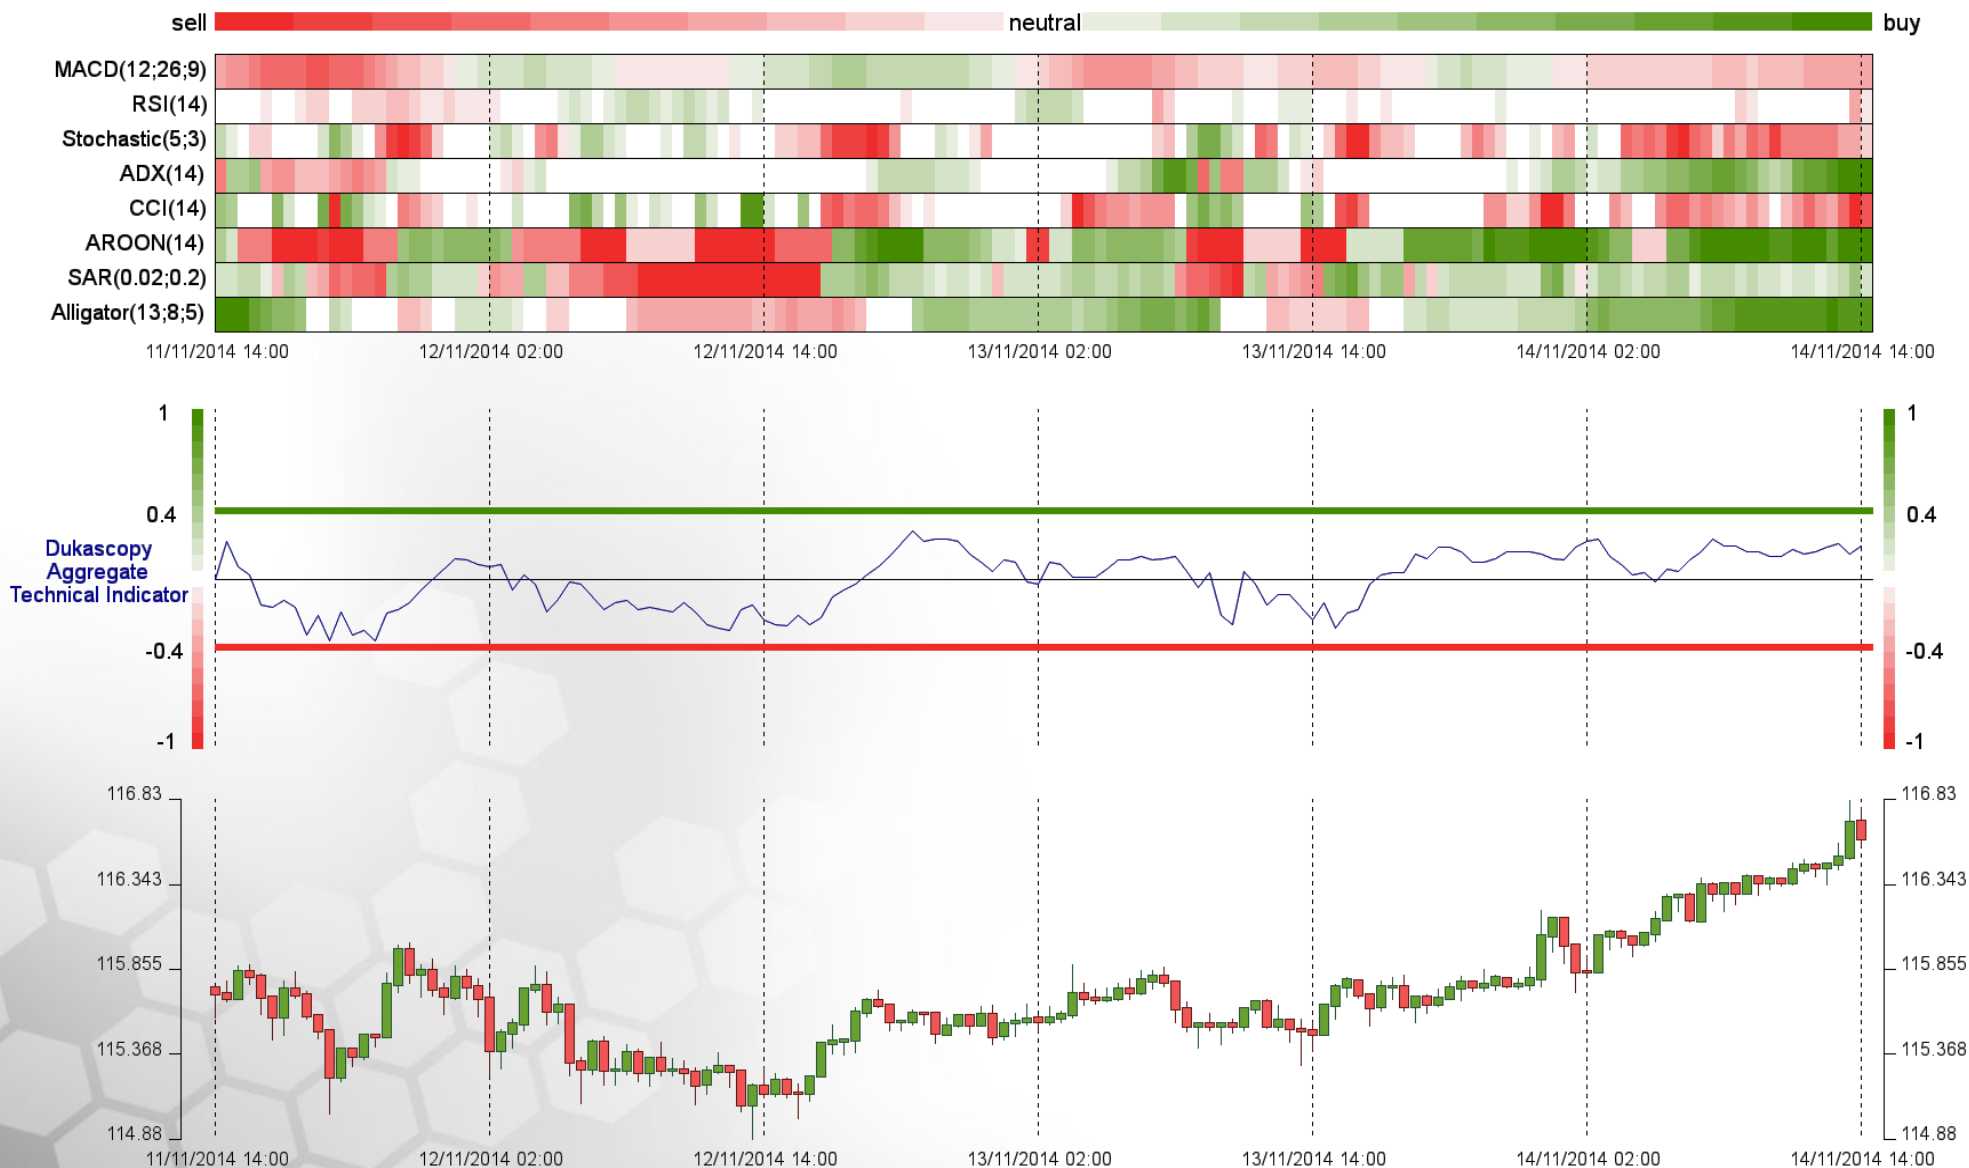 sell neutral buy
MACD(12;26;9)
RSI(14)
Stochastic(5;3)
ADX(14)
CCI(14)
AROON(14)
SAR(0.02;0.2)
Alligator(13;8;5)
11/11/2014 14:00 12/11/2014 02:00 12/11/2014 14:00 13/11/2014 02:00 13/11/2014 14:00 14/11/2014 02:00 14/11/2014 14:00
1 1
0.4 0.4
Dukascopy
Aggregate
Technical Indicator
-0.4 -0.4
-1 -1
116.83 116.83
116.343 116.343
115.855 115.855
115.368 115.368
114.88 114.88
11/11/2014 14:00 12/11/2014 02:00 12/11/2014 14:00 13/11/2014 02:00 13/11/2014 14:00 14/11/2014 02:00 14/11/2014 14:00